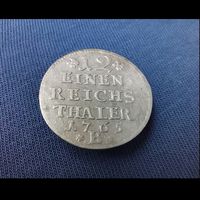 12
EINEN
REICHS
THALER
1765
E